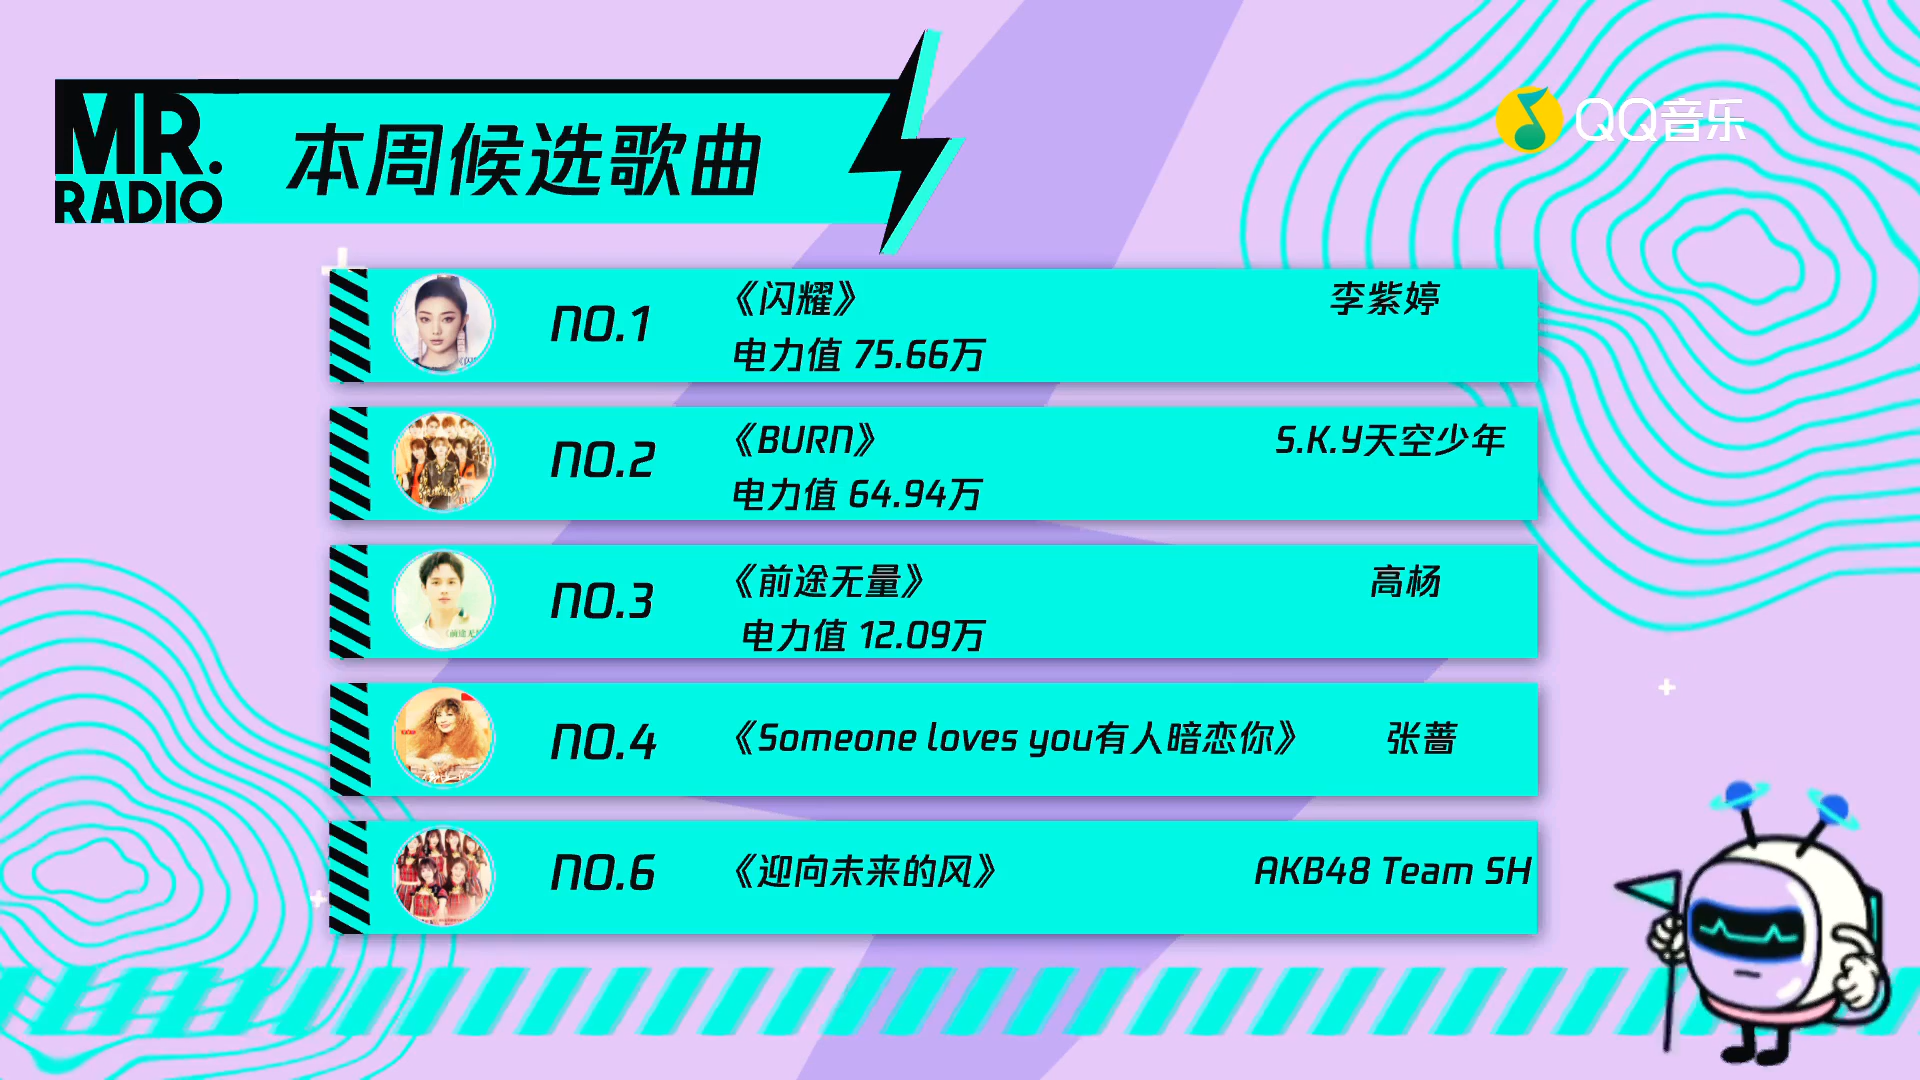 MR.
RADIO
本周候选歌曲
QQ音乐
NO.1
《闪耀》
李紫婷
电力值 75.66万
NO.2
《BURN》
S.K.Y天空少年
电力值 64.94万
NO.3
《前途无量》
高杨
电力值 12.09万
NO.4
《Someone loves you有人暗恋你》
张蔷
NO.6
《迎向未来的风》
AKB48 Team SH